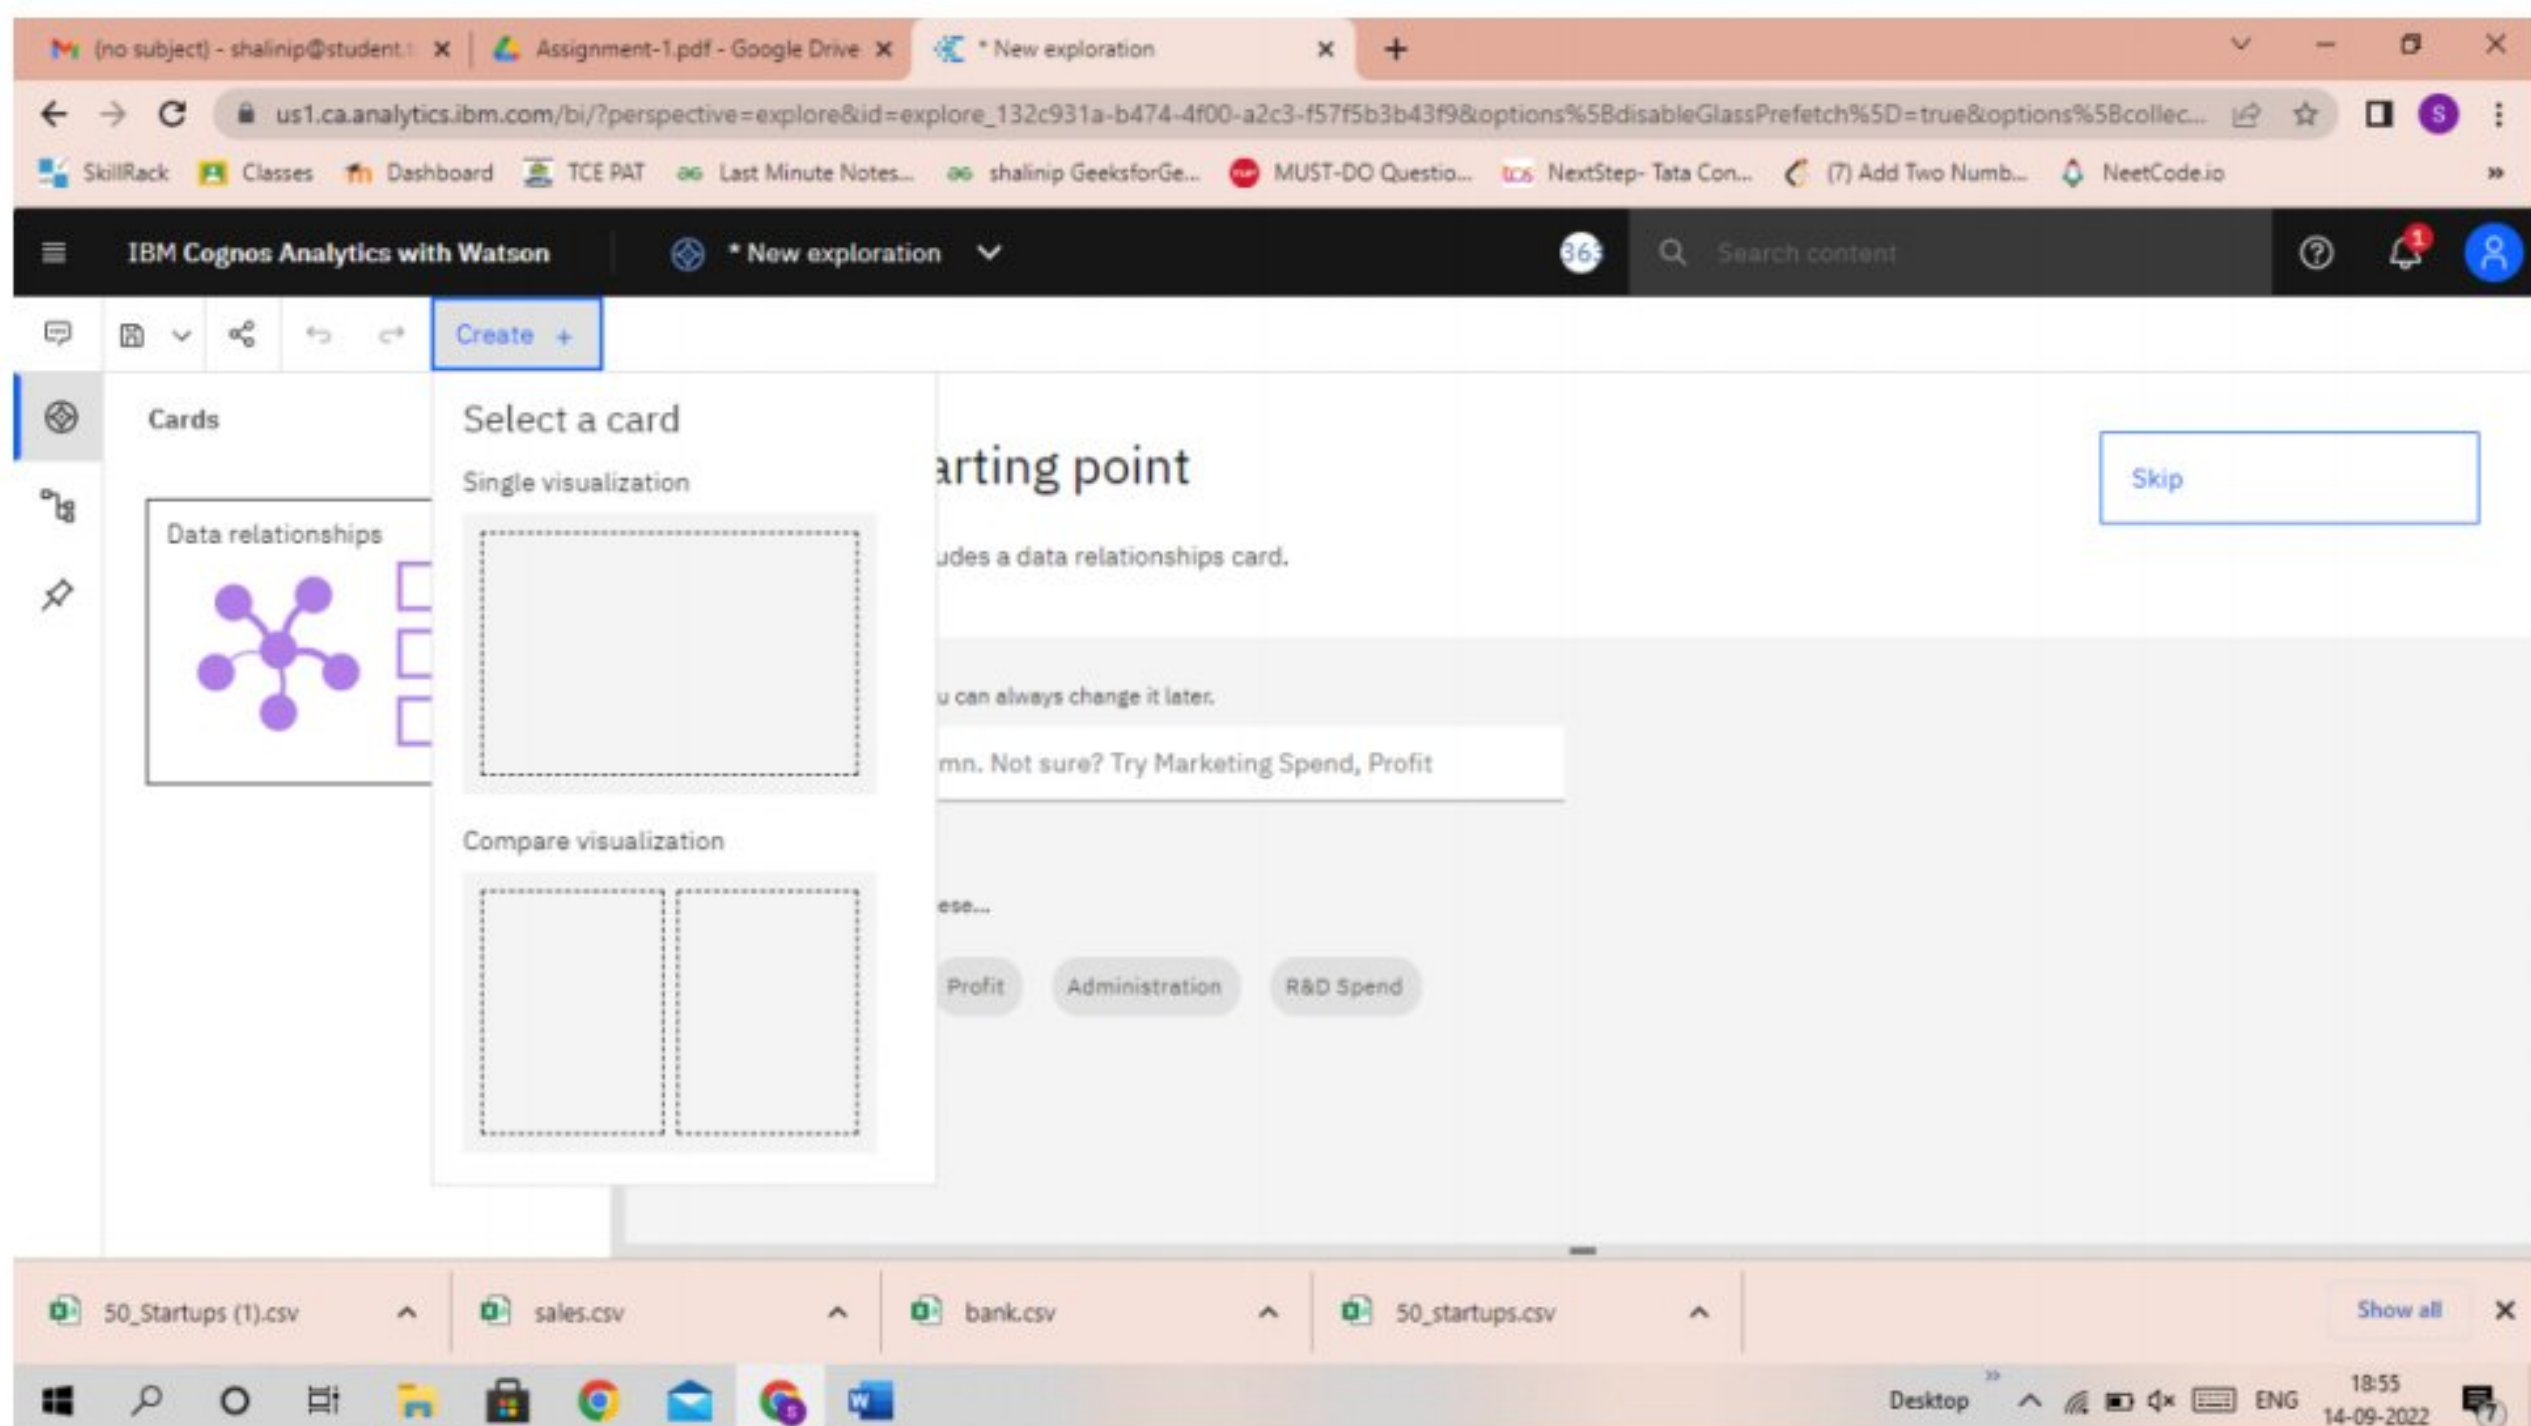 (no subject) - shalinip@student.t
Assignment-1.pdf - Google Drive
* New exploration
us1.ca.analytics.ibm.com/bi/?perspective=explore&id=explore_132c931a-b474-4f00-a2c3-f57f5b3b43f9&options%5BdisableGlassPrefetch%5D=true&options%5Bcollec...
S
SkillRack Classes Dashboard TCE PAT Last Minute Notes... shalinip GeeksforGe... MUST-DO Questio... NextStep- Tata Con... (7) Add Two Numb... NeetCode.io »
IBM Cognos Analytics with Watson * New exploration 363 Search content 1
Create +
Cards
Data relationships
Select a card
Single visualization
Compare visualization
arting point
Skip
udes a data relationships card.
u can always change it later.
mn. Not sure? Try Marketing Spend, Profit
ese...
Profit Administration R&D Spend
50_Startups (1).csv sales.csv bank.csv 50_startups.csv Show all
Desktop » ENG 18:55
14-09-2022 7